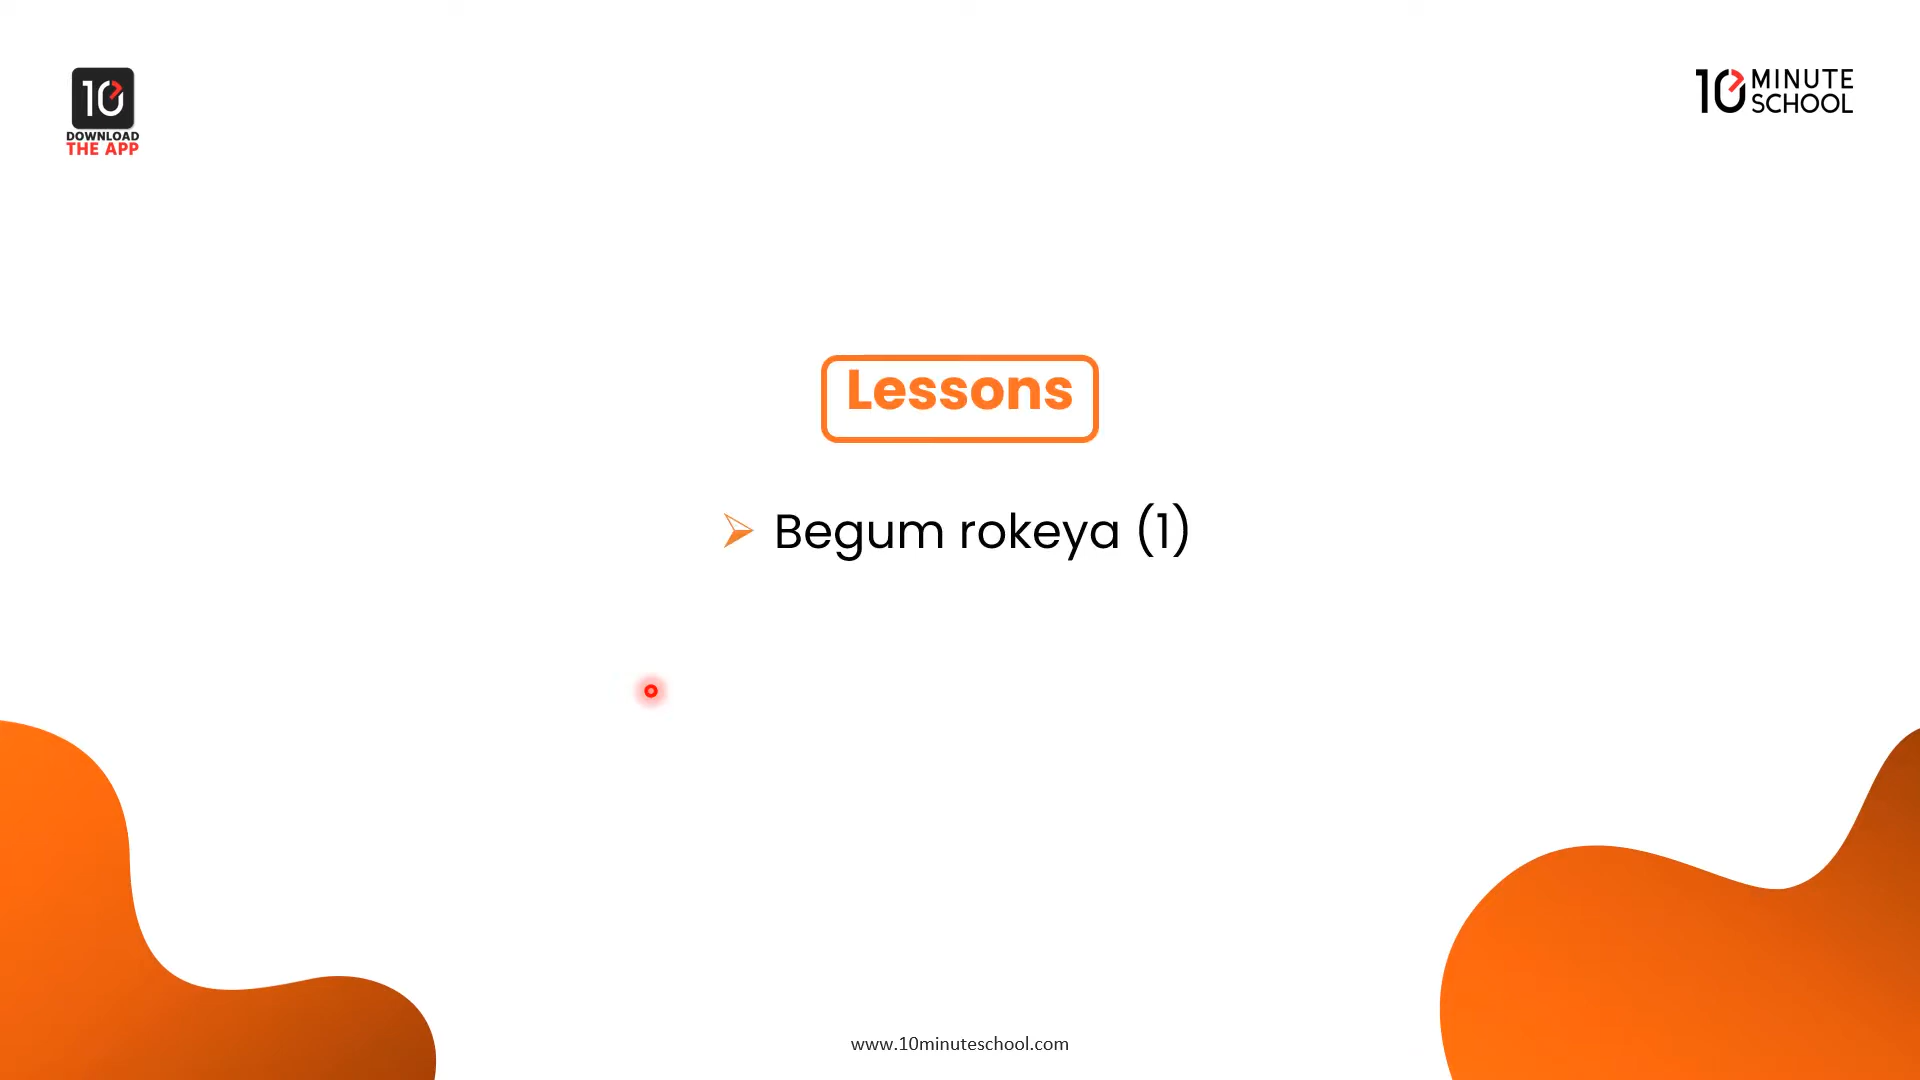 10
DOWNLOAD
THE APP
10 MINUTE
SCHOOL
Lessons
Begum rokeya (1)
www.10minuteschool.com